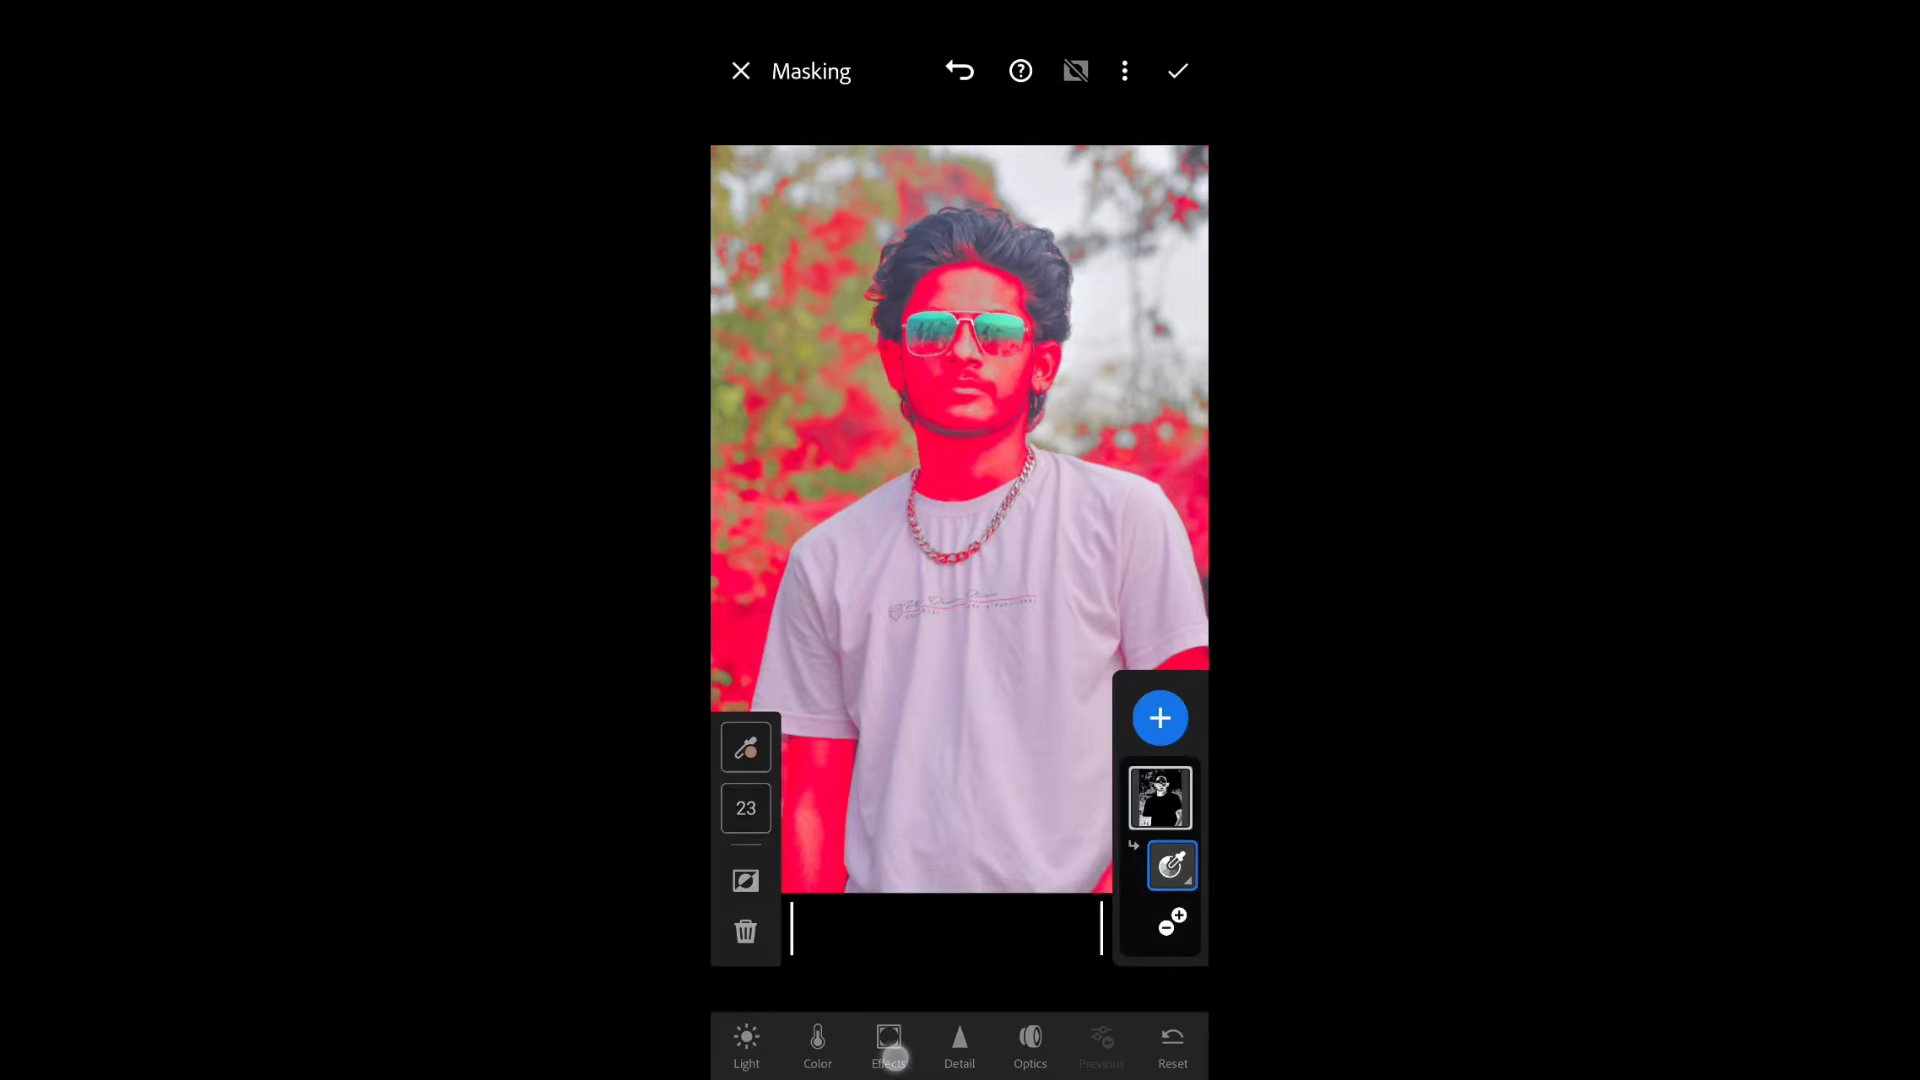 Masking
23
Light
Color
Effects
Detail
Optics
Previous
Reset